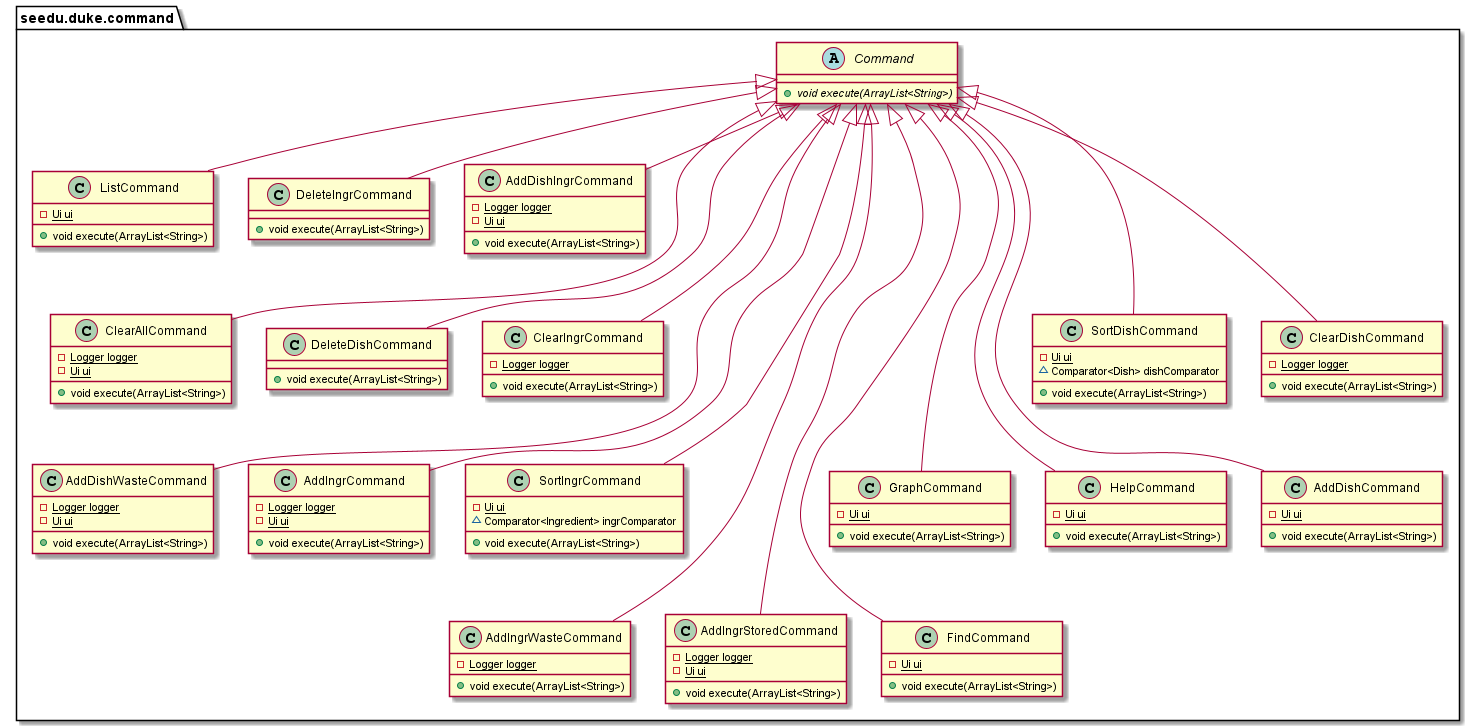 seedu.duke.command
A Command
void execute(ArrayList<String>)
C ListCommand
Ui ui
void execute(ArrayList<String>)
C DeleteIngrCommand
void execute(ArrayList<String>)
C AddDishIngrCommand
Logger logger
Ui ui
void execute(ArrayList<String>)
C ClearAllCommand
Logger logger
Ui ui
void execute(ArrayList<String>)
C DeleteDishCommand
void execute(ArrayList<String>)
C ClearIngrCommand
Logger logger
void execute(ArrayList<String>)
C SortDishCommand
Ui ui
Comparator<Dish> dishComparator
void execute(ArrayList<String>)
C ClearDishCommand
Logger logger
void execute(ArrayList<String>)
C AddDishWasteCommand
Logger logger
Ui ui
void execute(ArrayList<String>)
C AddIngrCommand
Logger logger
Ui ui
void execute(ArrayList<String>)
C SortIngrCommand
Ui ui
Comparator<Ingredient> ingrComparator
void execute(ArrayList<String>)
C GraphCommand
Ui ui
void execute(ArrayList<String>)
C HelpCommand
Ui ui
void execute(ArrayList<String>)
C AddDishCommand
Ui ui
void execute(ArrayList<String>)
C AddIngrWasteCommand
Logger logger
void execute(ArrayList<String>)
C AddIngrStoredCommand
Logger logger
Ui ui
void execute(ArrayList<String>)
C FindCommand
Ui ui
void execute(ArrayList<String>)